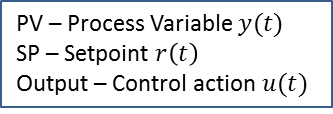 PV – Process Variable y(t)
SP – Setpoint r(t)
Output – Control action u(t)